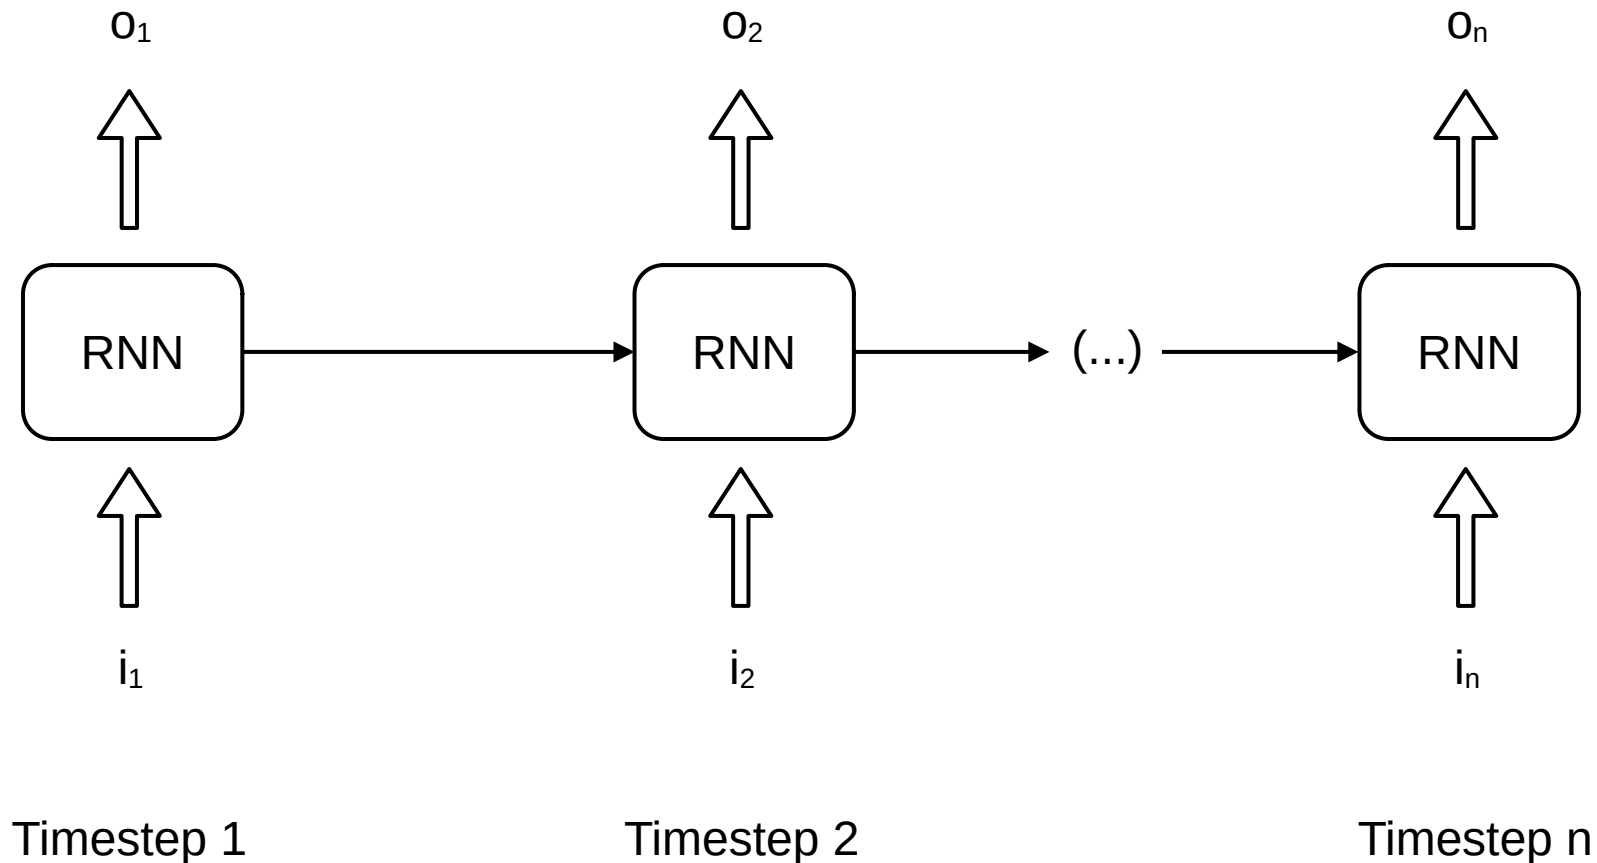 o₁ o₂ oₙ
RNN RNN (...) RNN
i₁ i₂ iₙ
Timestep 1 Timestep 2 Timestep n